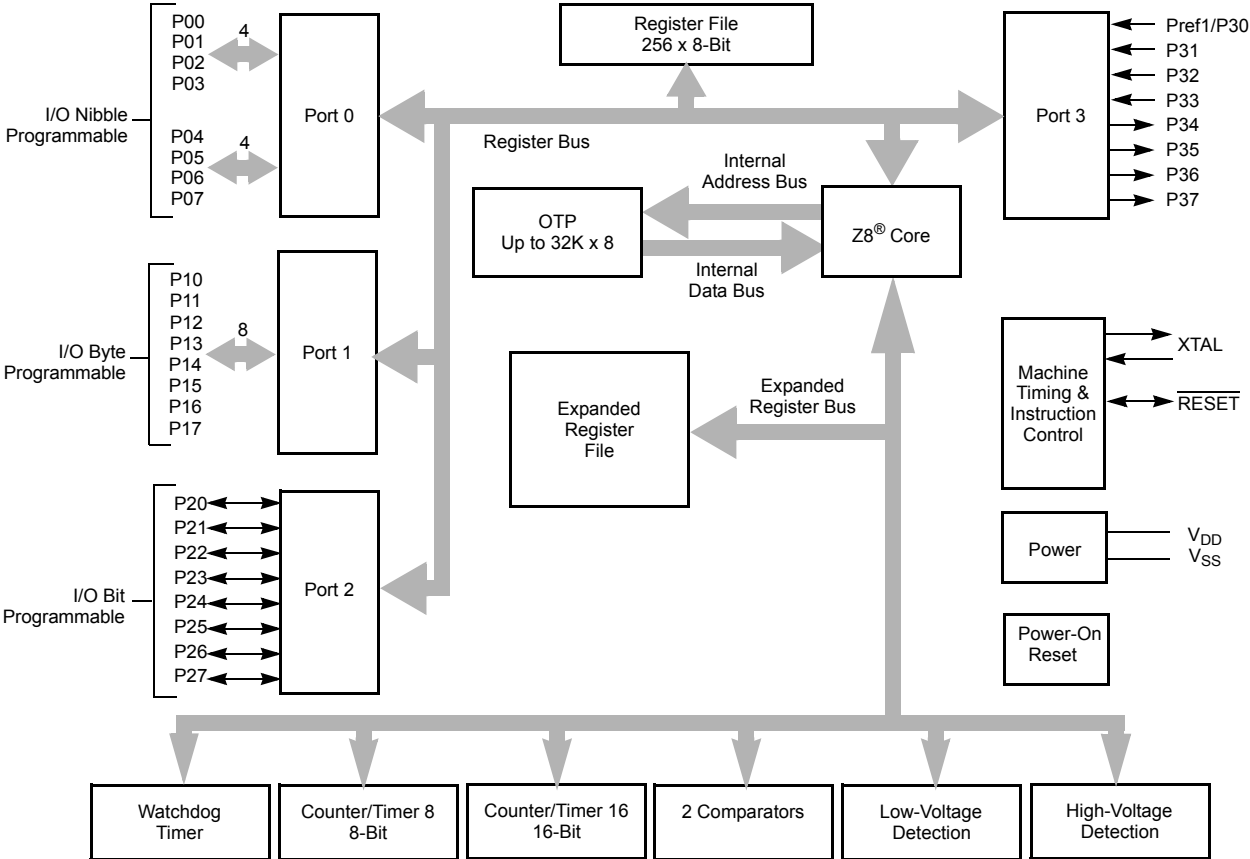 Register File
256 x 8-Bit
P00
P01
P02
P03
4
P04
P05
P06
P07
4
I/O Nibble
Programmable
Port 0
Register Bus
Port 3
Pref1/P30
P31
P32
P33
P34
P35
P36
P37
Internal
Address Bus
OTP
Up to 32K x 8
Z8® Core
Internal
Data Bus
P10
P11
P12
P13
P14
P15
P16
P17
8
I/O Byte
Programmable
Port 1
Expanded
Register
File
Expanded
Register Bus
Machine
Timing &
Instruction
Control
XTAL
RESET
P20
P21
P22
P23
P24
P25
P26
P27
I/O Bit
Programmable
Port 2
Power
VDD
VSS
Power-On
Reset
Watchdog
Timer
Counter/Timer 8
8-Bit
Counter/Timer 16
16-Bit
2 Comparators
Low-Voltage
Detection
High-Voltage
Detection